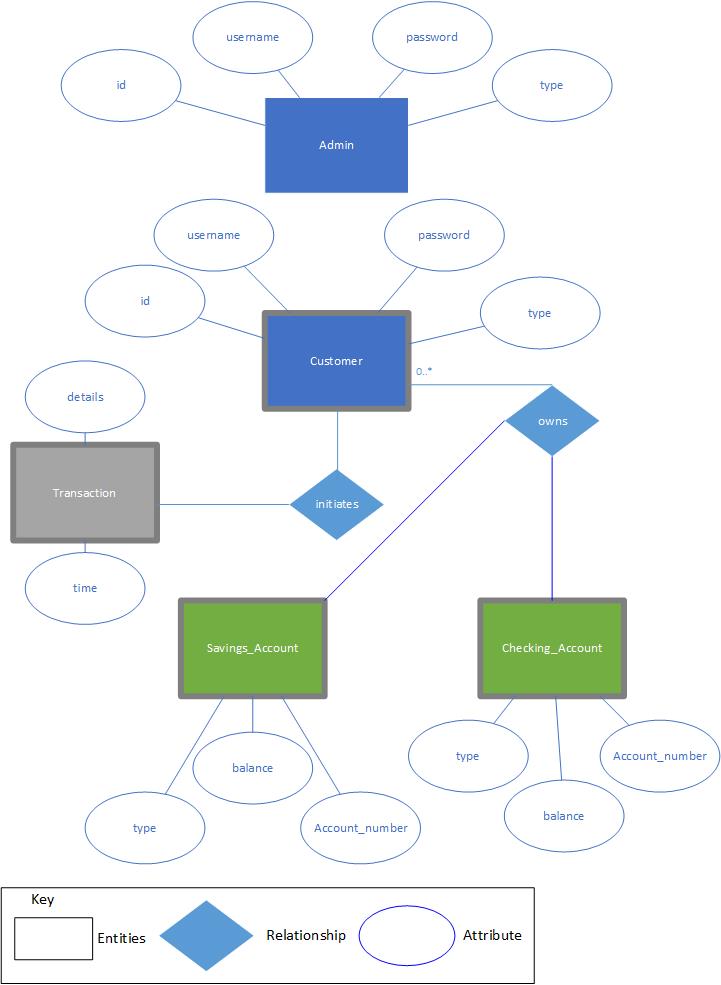 username
password
id
type
Admin
username
password
id
type
Customer
0..*
details
owns
Transaction
initiates
time
Savings_Account
Checking_Account
type
Account_number
balance
balance
type
Account_number
Key
Entities
Relationship
Attribute